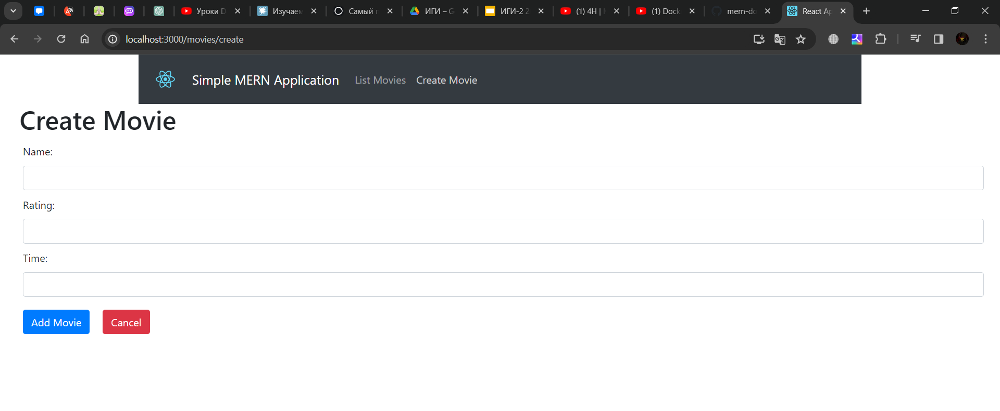 Уроки D
Изучаем
Самый п
ИГИ – G
ИГИ-2 2
(1) 4H |
(1) Dock
mern-do
React Ap
localhost:3000/movies/create
Simple MERN Application List Movies Create Movie
Create Movie
Name:
Rating:
Time:
Add Movie Cancel